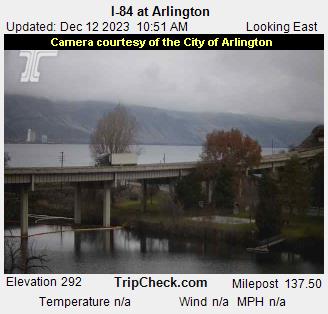 I-84 at Arlington
Updated: Dec 12 2023 10:51 AM Looking East
Camera courtesy of the City of Arlington
Elevation 292 TripCheck.com Milepost 137.50
Temperature n/a Wind n/a MPH n/a